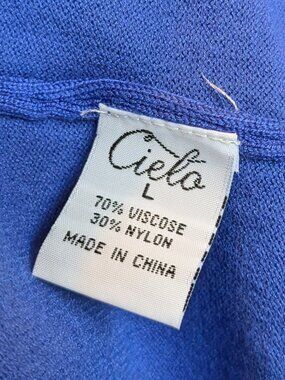 Cielo
L
70% VISCOSE
30% NYLON
MADE IN CHINA